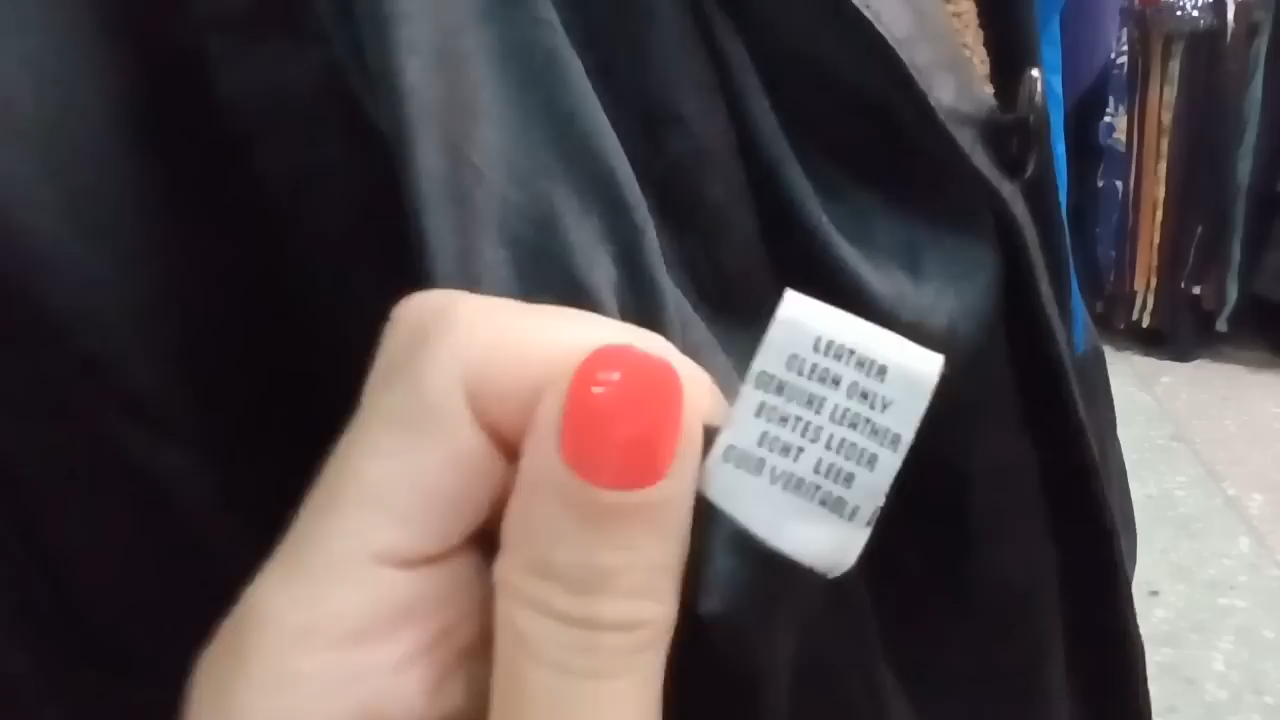 LEATHER
CLEAN ONLY
GENUINE LEATHER
ECHTES LEDER
ECHT LEER
CUIR VERITABLE